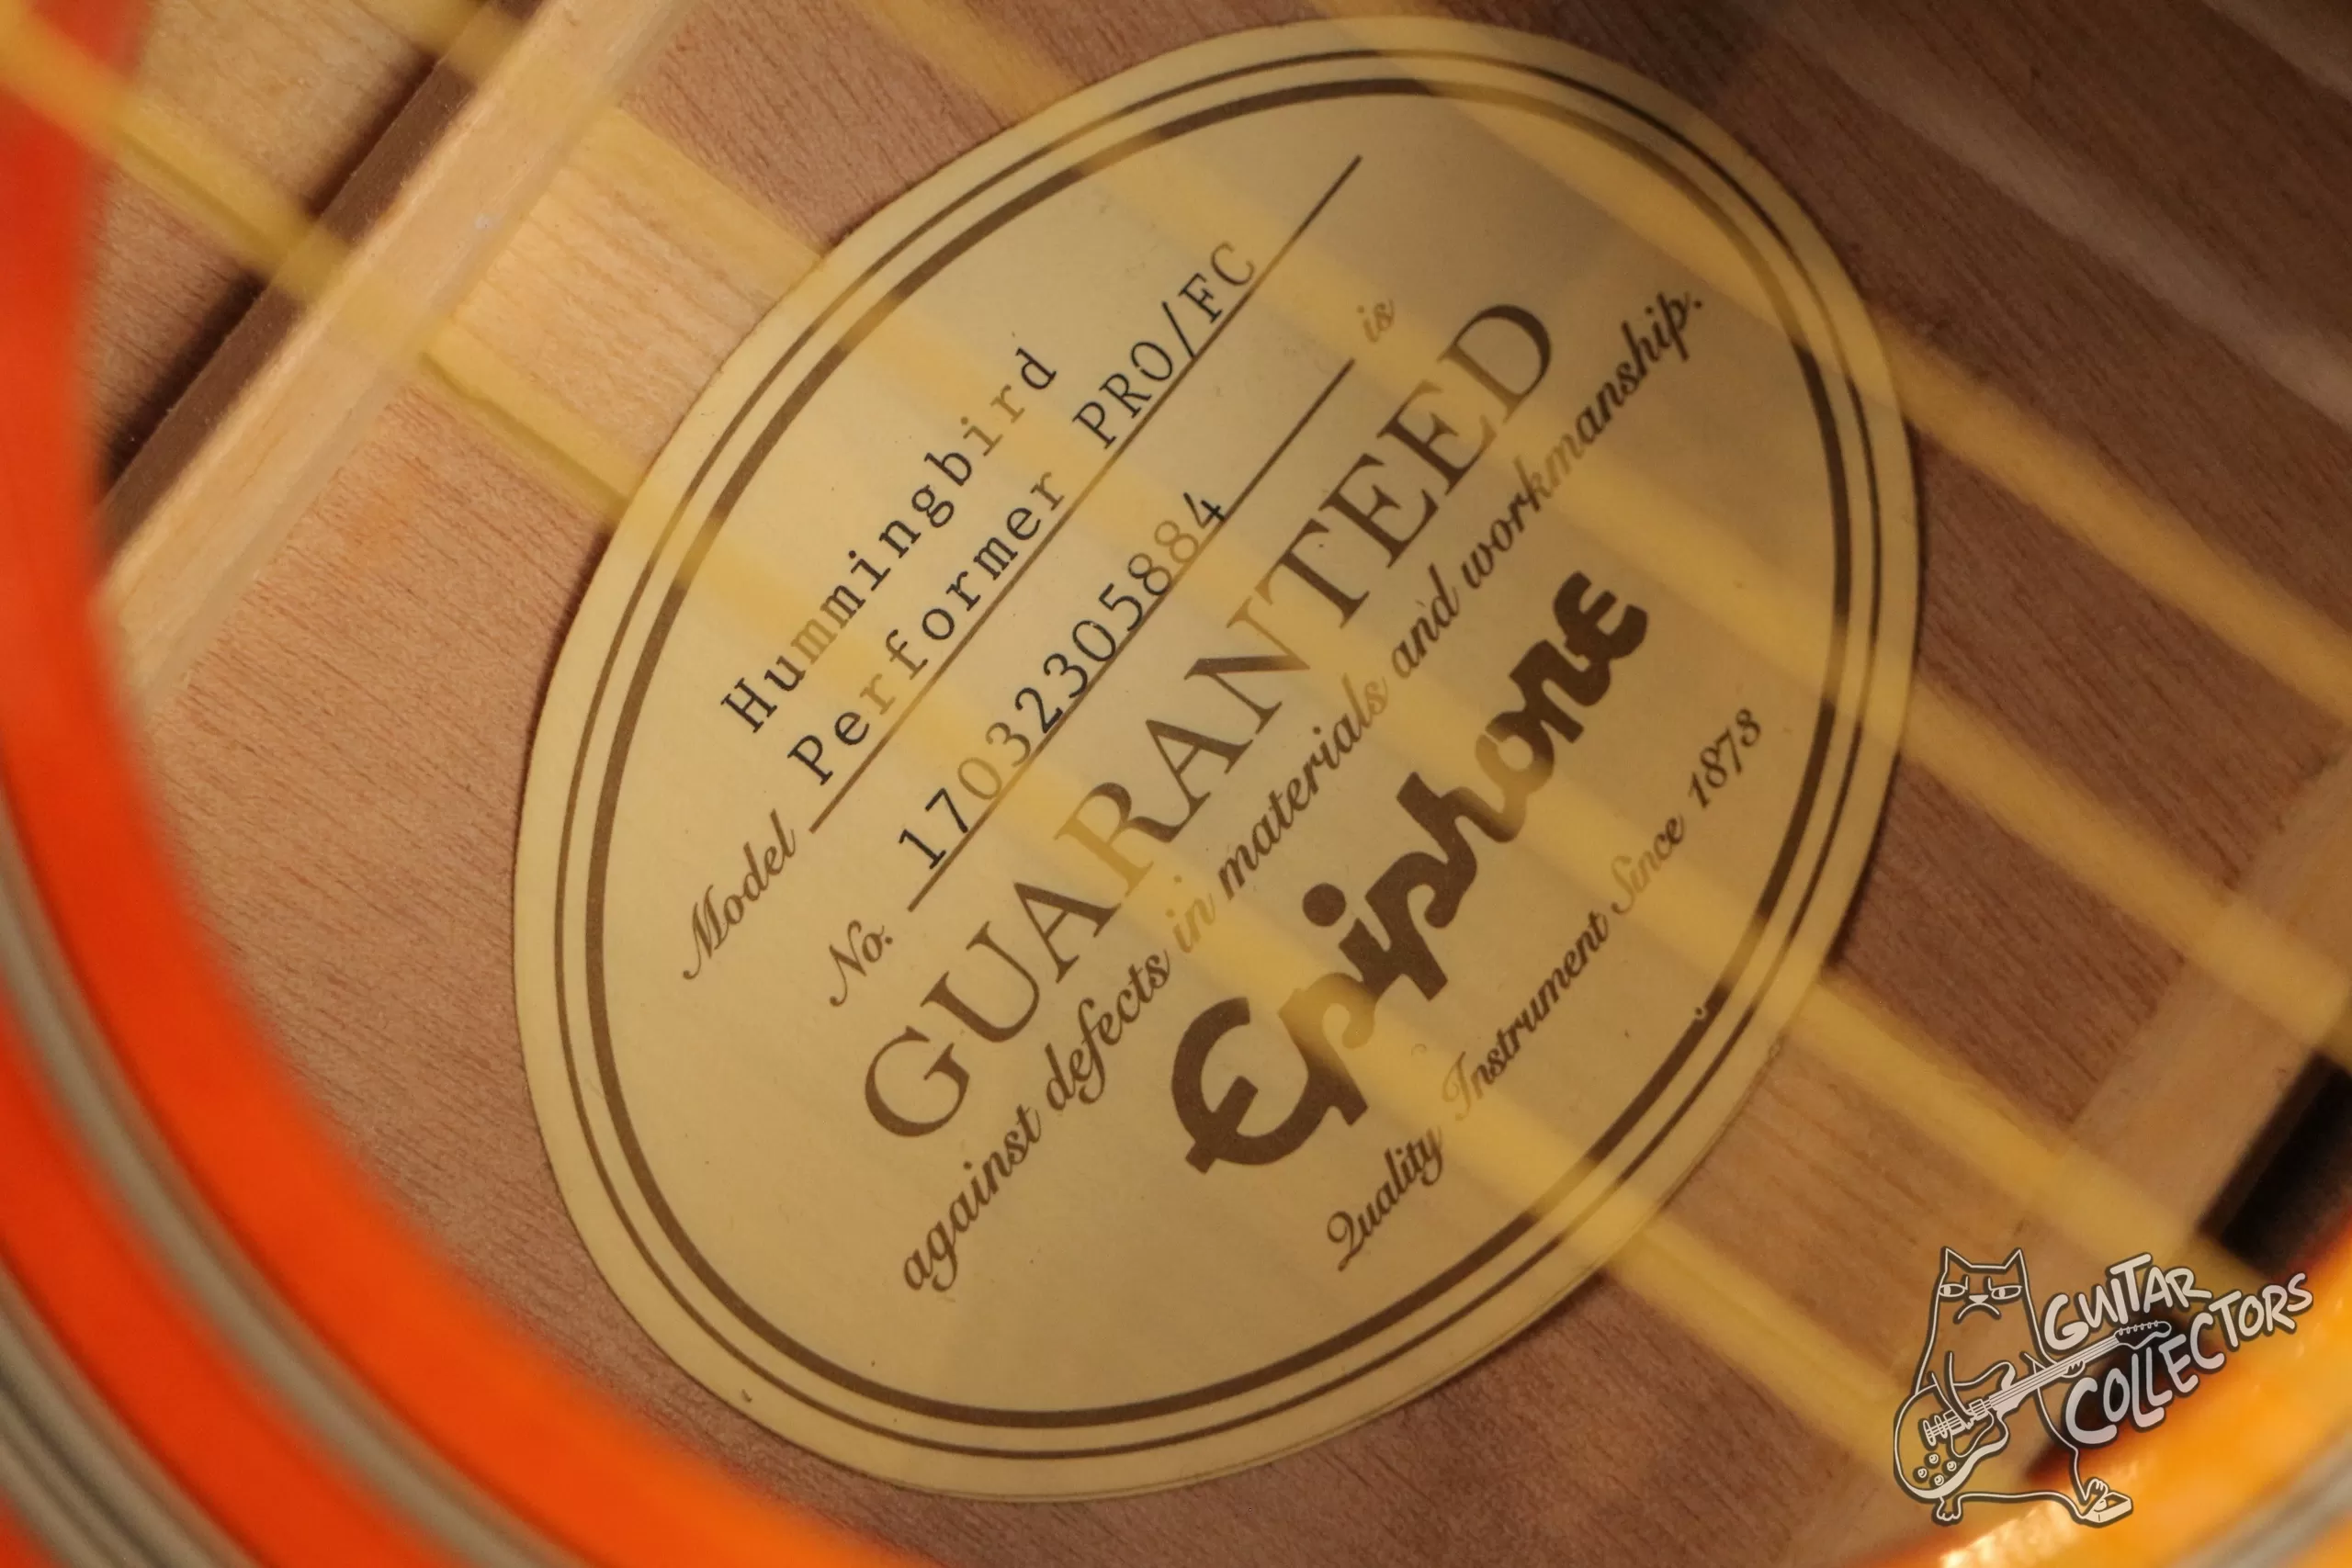 Hummingbird
Model Performer PRO/FC
No. 17032305884 is
GUARANTEED
against defects in materials and workmanship.
Epiphone
Quality Instrument Since 1873
GUITAR
COLLECTORS